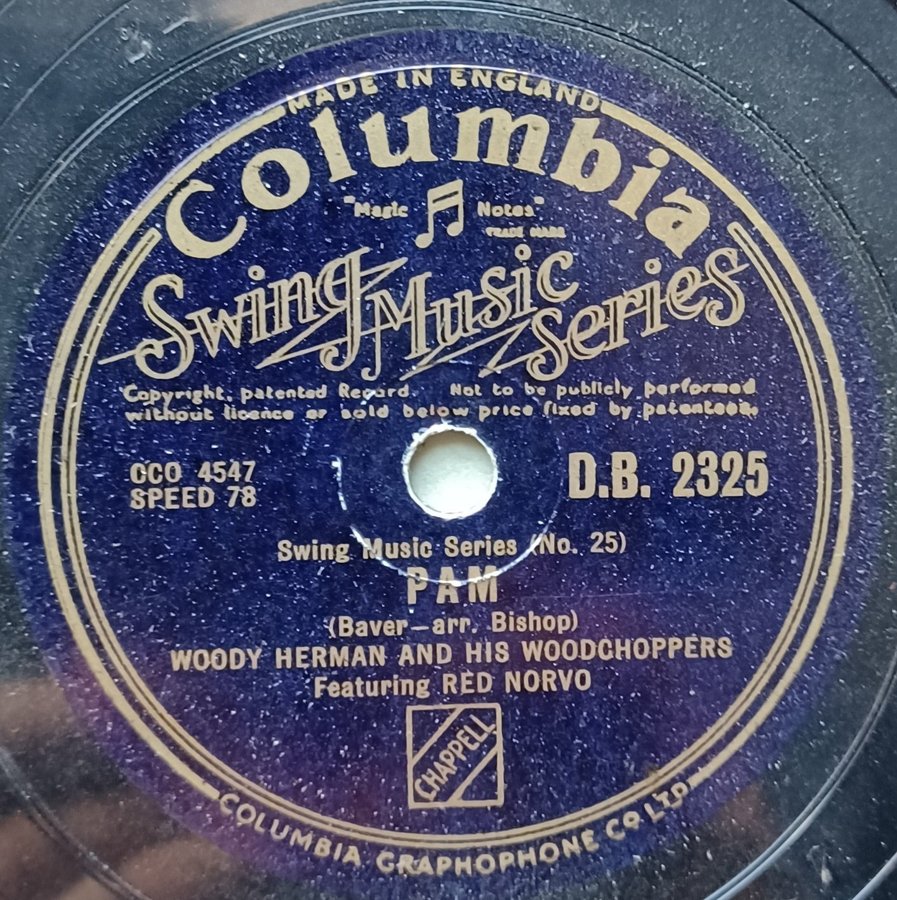 MADE IN ENGLAND
Columbia
"Magic Notes"
TRADE MARK
Swing Music Series
Copyright, patented Record. Not to be publicly performed
without licence or sold below price fixed by patentees.
CCO 4547
SPEED 78
D.B. 2325
Swing Music Series (No. 25)
PAM
(Baver—arr. Bishop)
WOODY HERMAN AND HIS WOODCHOPPERS
Featuring RED NORVO
CHAPPELL
COLUMBIA GRAPHOPHONE CO LTD